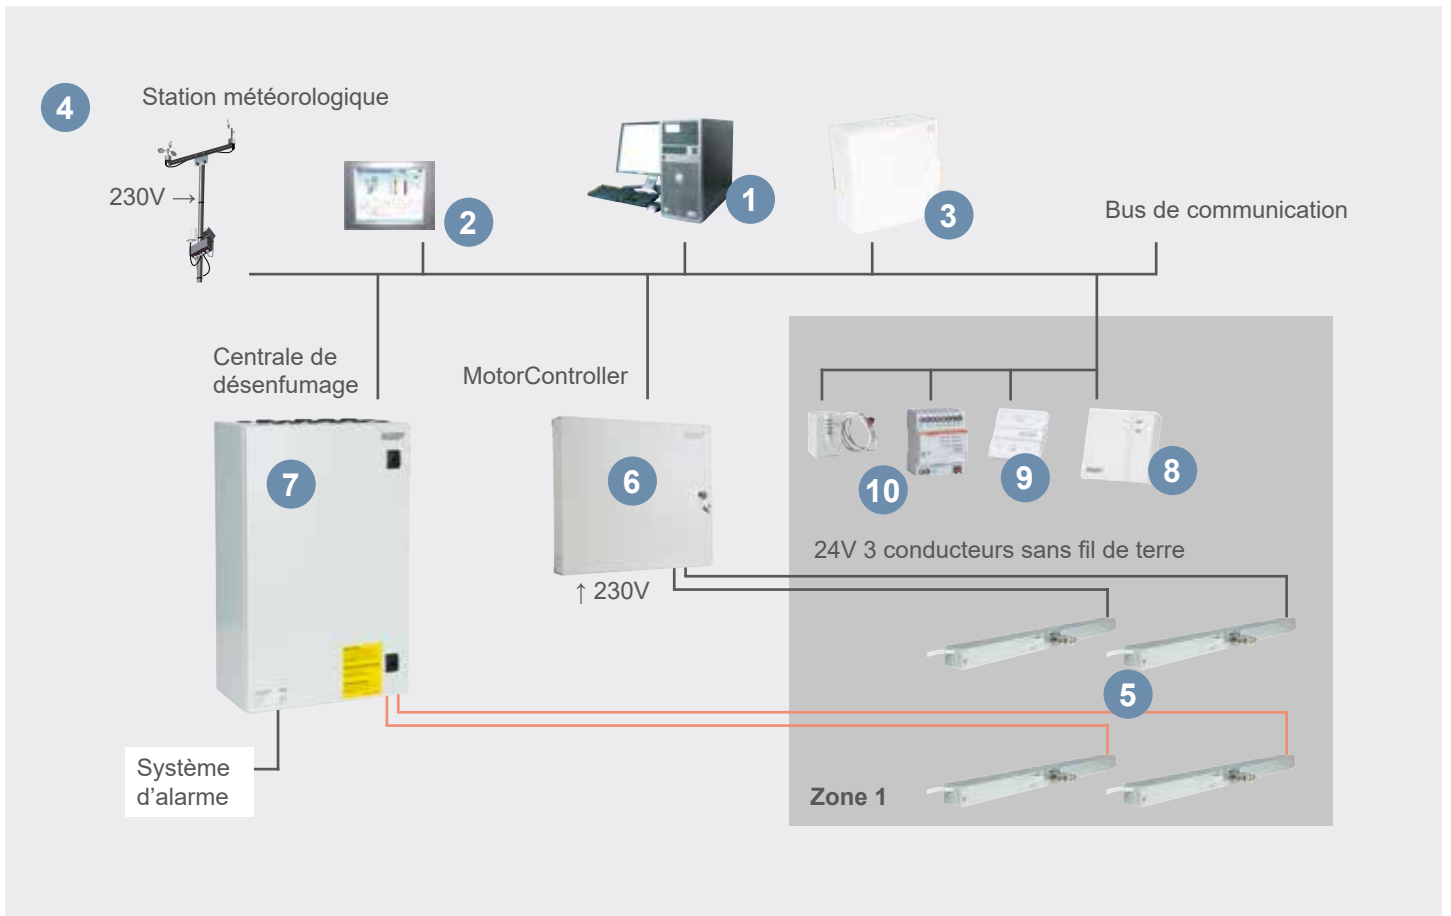 4
Station météorologique
230V →
2
1
3
Bus de communication
Centrale de
désenfumage
MotorController
7
6
10
9
8
24V 3 conducteurs sans fil de terre
↑ 230V
5
Système
d’alarme
Zone 1